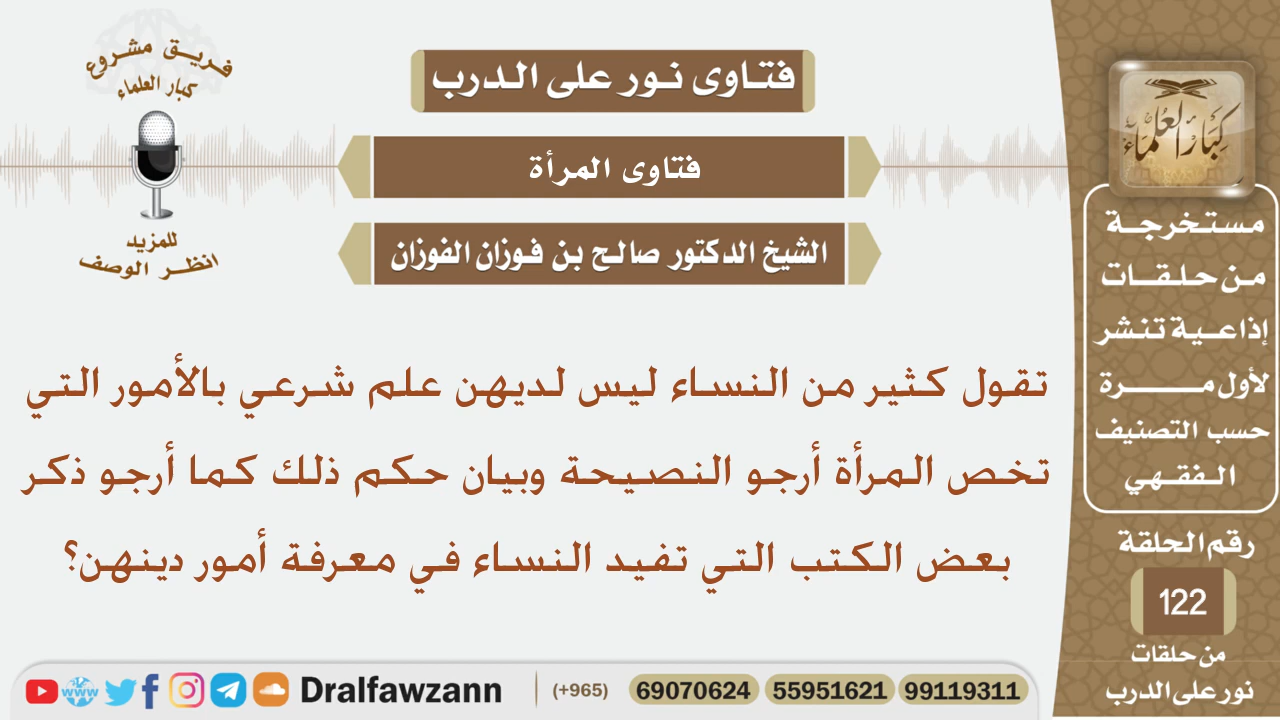 فريق مشروع
كبار العلماء
للمزيد
انظر الوصف
فتاوى نور على الدرب
فتاوى المرأة
الشيخ الدكتور صالح بن فوزان الفوزان
تقول كثير من النساء ليس لديهن علم شرعي بالأمور التي
تخص المرأة أرجو النصيحة وبيان حكم ذلك كما أرجو ذكر
بعض الكتب التي تفيد النساء في معرفة أمور دينهن؟
كبار العلماء
مستخرجة
من حلقات
إذاعية تنشر
لأول مرة
حسب التصنيف
الفقهي
رقم الحلقة
122
من حلقات
نور على الدرب
www
Dralfawzann
(+965) 69070624 55951621 99119311